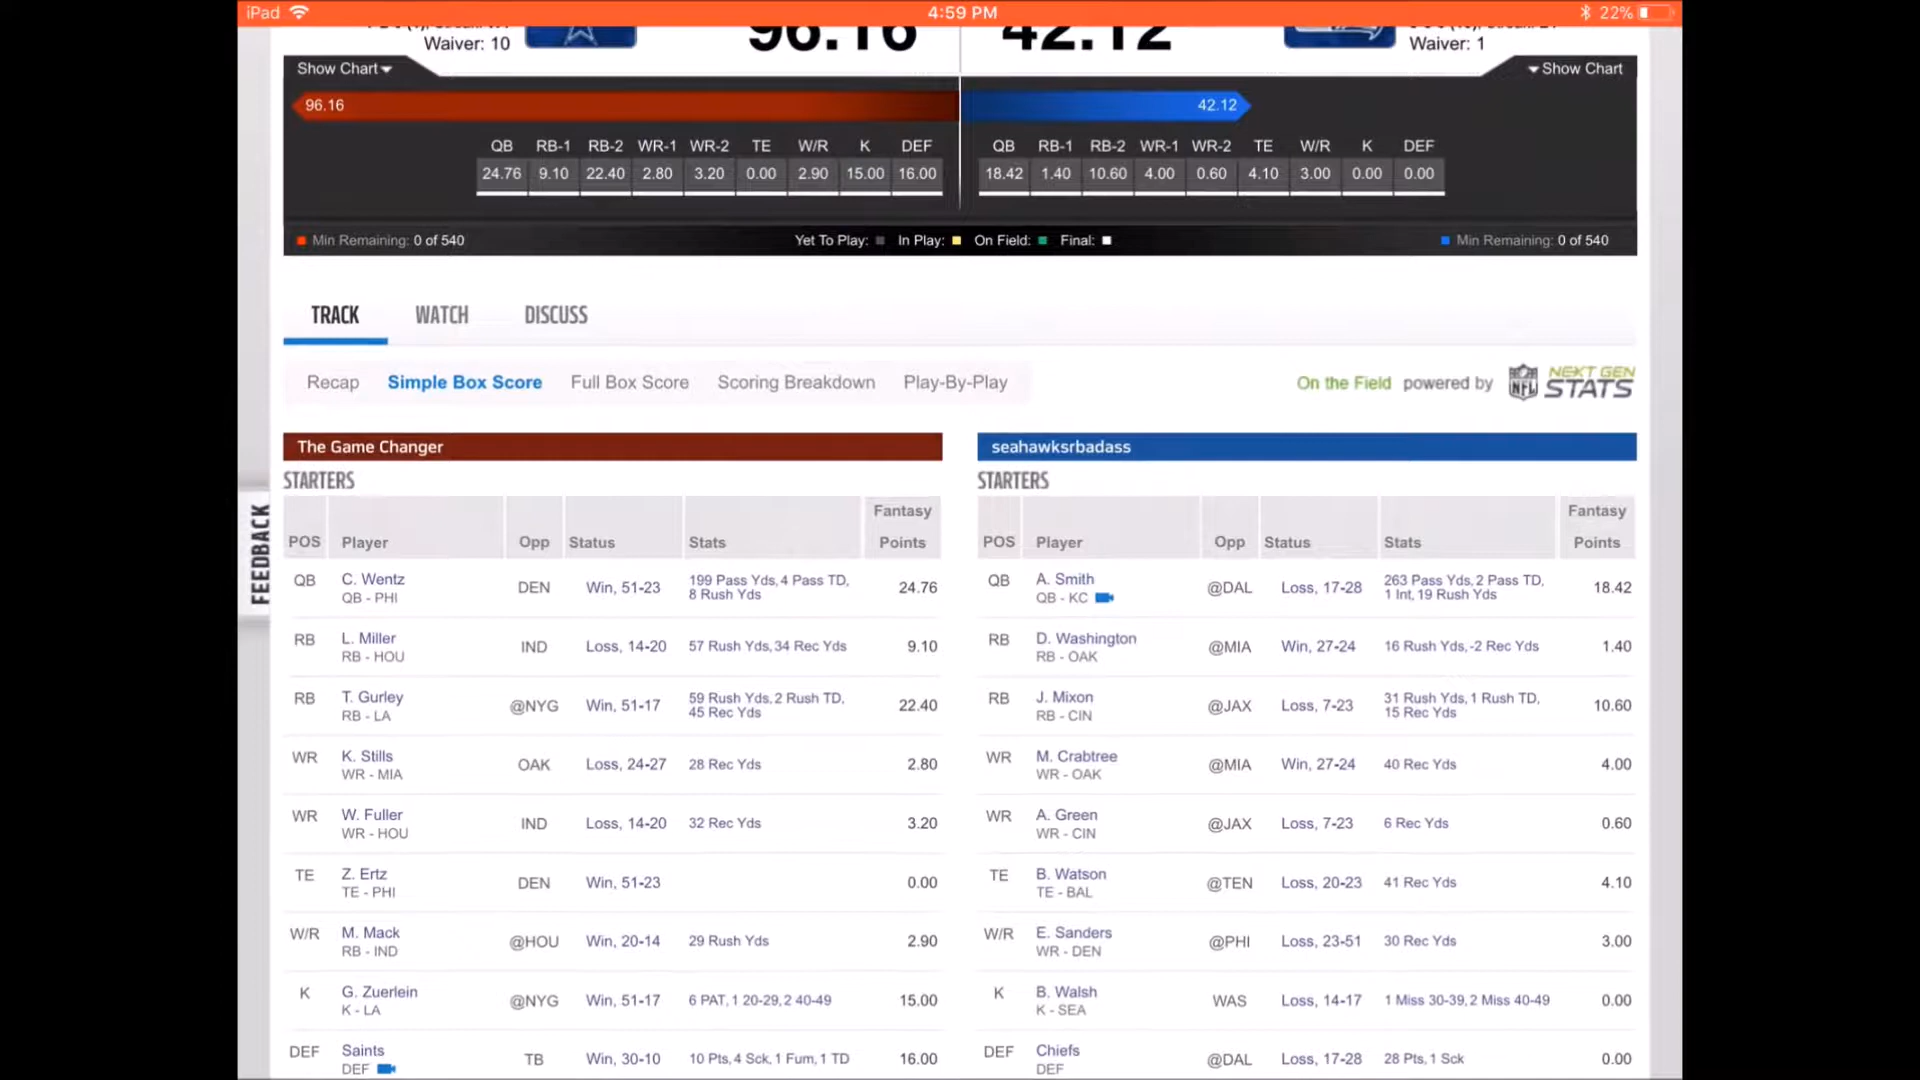 iPad 4:59 PM 22%
Waiver: 10 96.16 42.12 Waiver: 1
Show Chart Show Chart
96.16 42.12
QB RB-1 RB-2 WR-1 WR-2 TE W/R K DEF QB RB-1 RB-2 WR-1 WR-2 TE W/R K DEF
24.76 9.10 22.40 2.80 3.20 0.00 2.90 15.00 16.00 18.42 1.40 10.60 4.00 0.60 4.10 3.00 0.00 0.00
Min Remaining: 0 of 540 Yet To Play: In Play: On Field: Final: Min Remaining: 0 of 540
TRACK WATCH DISCUSS
Recap Simple Box Score Full Box Score Scoring Breakdown Play-By-Play On the Field powered by NFL NEXT GEN STATS
FEEDBACK
The Game Changer
STARTERS
POS Player Opp Status Stats Fantasy Points
QB C. Wentz DEN Win, 51-23 199 Pass Yds, 4 Pass TD, 24.76
QB - PHI 8 Rush Yds
RB L. Miller IND Loss, 14-20 57 Rush Yds, 34 Rec Yds 9.10
RB - HOU
RB T. Gurley @NYG Win, 51-17 59 Rush Yds, 2 Rush TD, 22.40
RB - LA 45 Rec Yds
WR K. Stills OAK Loss, 24-27 28 Rec Yds 2.80
WR - MIA
WR W. Fuller IND Loss, 14-20 32 Rec Yds 3.20
WR - HOU
TE Z. Ertz DEN Win, 51-23 0.00
TE - PHI
W/R M. Mack @HOU Win, 20-14 29 Rush Yds 2.90
RB - IND
K G. Zuerlein @NYG Win, 51-17 6 PAT, 1 20-29, 2 40-49 15.00
K - LA
DEF Saints TB Win, 30-10 10 Pts, 4 Sck, 1 Fum, 1 TD 16.00
DEF
seahawksrbadass
STARTERS
POS Player Opp Status Stats Fantasy Points
QB A. Smith @DAL Loss, 17-28 263 Pass Yds, 2 Pass TD, 18.42
QB - KC 1 Int, 19 Rush Yds
RB D. Washington @MIA Win, 27-24 16 Rush Yds, -2 Rec Yds 1.40
RB - OAK
RB J. Mixon @JAX Loss, 7-23 31 Rush Yds, 1 Rush TD, 10.60
RB - CIN 15 Rec Yds
WR M. Crabtree @MIA Win, 27-24 40 Rec Yds 4.00
WR - OAK
WR A. Green @JAX Loss, 7-23 6 Rec Yds 0.60
WR - CIN
TE B. Watson @TEN Loss, 20-23 41 Rec Yds 4.10
TE - BAL
W/R E. Sanders @PHI Loss, 23-51 30 Rec Yds 3.00
WR - DEN
K B. Walsh WAS Loss, 14-17 1 Miss 30-39, 2 Miss 40-49 0.00
K - SEA
DEF Chiefs @DAL Loss, 17-28 28 Pts, 1 Sck 0.00
DEF